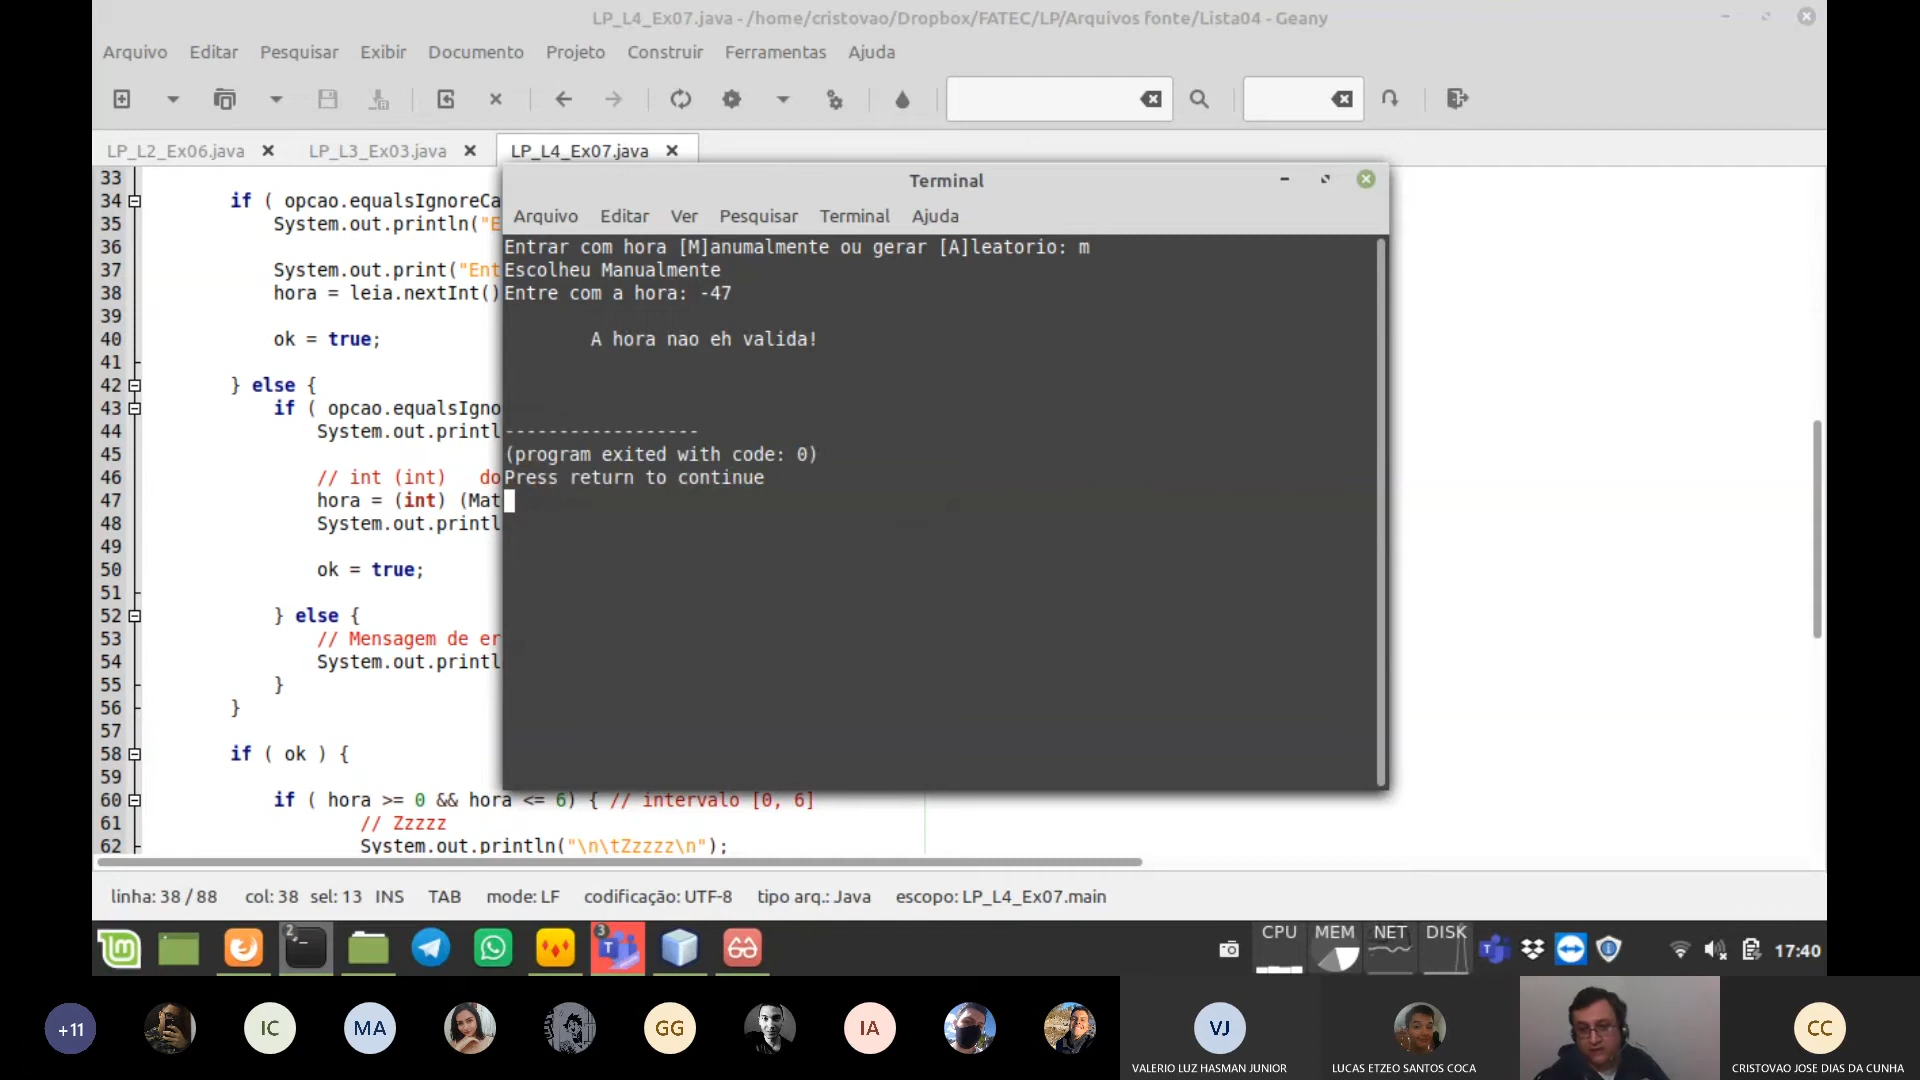 LP_L4_Ex07.java - /home/cristovao/Dropbox/FATEC/LP/Arquivos fonte/Lista04 - Geany
Arquivo Editar Pesquisar Exibir Documento Projeto Construir Ferramentas Ajuda
LP_L2_Ex06.java LP_L3_Ex03.java LP_L4_Ex07.java
33
34 if ( opcao.equalsIgnoreCa
35 System.out.println("E
36
37 System.out.print("Ent
38 hora = leia.nextInt()
39
40 ok = true;
41
42 } else {
43 if ( opcao.equalsIgno
44 System.out.printl
45
46 // int (int) do
47 hora = (int) (Mat
48 System.out.printl
49
50 ok = true;
51
52 } else {
53 // Mensagem de er
54 System.out.printl
55 }
56 }
57
58 if ( ok ) {
59
60 if ( hora >= 0 && hora <= 6) { // intervalo [0, 6]
61 // Zzzzz
62 System.out.println("\n\tZzzzz\n");
Terminal
Arquivo Editar Ver Pesquisar Terminal Ajuda
Entrar com hora [M]anumalmente ou gerar [A]leatorio: m
Escolheu Manualmente
Entre com a hora: -47
A hora nao eh valida!
------------------
(program exited with code: 0)
Press return to continue
linha: 38 / 88 col: 38 sel: 13 INS TAB mode: LF codificação: UTF-8 tipo arq.: Java escopo: LP_L4_Ex07.main
2 3 T CPU MEM NET DISK 17:40
+11 IC MA GG IA VJ CC
VALERIO LUZ HASMAN JUNIOR LUCAS ETZEO SANTOS COCA CRISTOVAO JOSE DIAS DA CUNHA